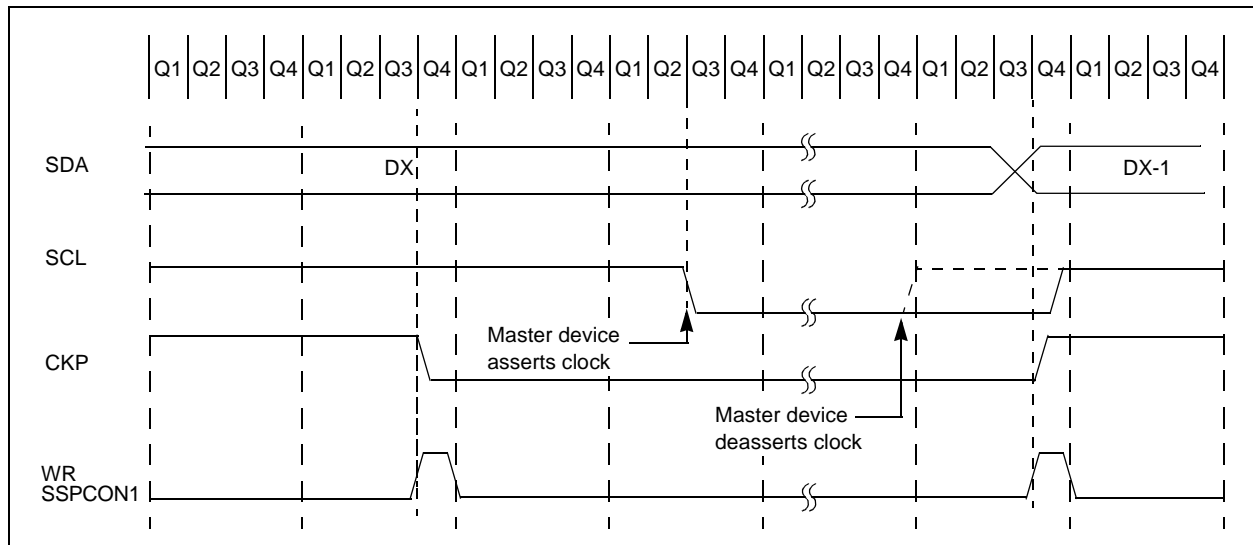 Q1 Q2 Q3 Q4 Q1 Q2 Q3 Q4 Q1 Q2 Q3 Q4 Q1 Q2 Q3 Q4 Q1 Q2 Q3 Q4 Q1 Q2 Q3 Q4 Q1 Q2 Q3 Q4
SDA
DX
DX-1
SCL
Master device
asserts clock
CKP
Master device
deasserts clock
WR
SSPCON1